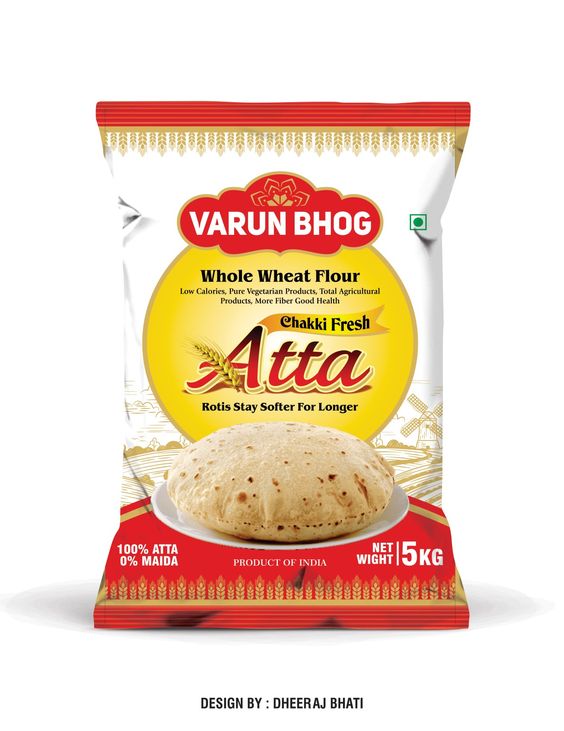 VARUN BHOG
Whole Wheat Flour
Low Calories, Pure Vegetarian Products, Total Agricultural
Products, More Fiber Good Health
Chakki Fresh
Atta
Rotis Stay Softer For Longer
100% ATTA
0% MAIDA
PRODUCT OF INDIA
NET
WIGHT
5KG
DESIGN BY : DHEERAJ BHATI